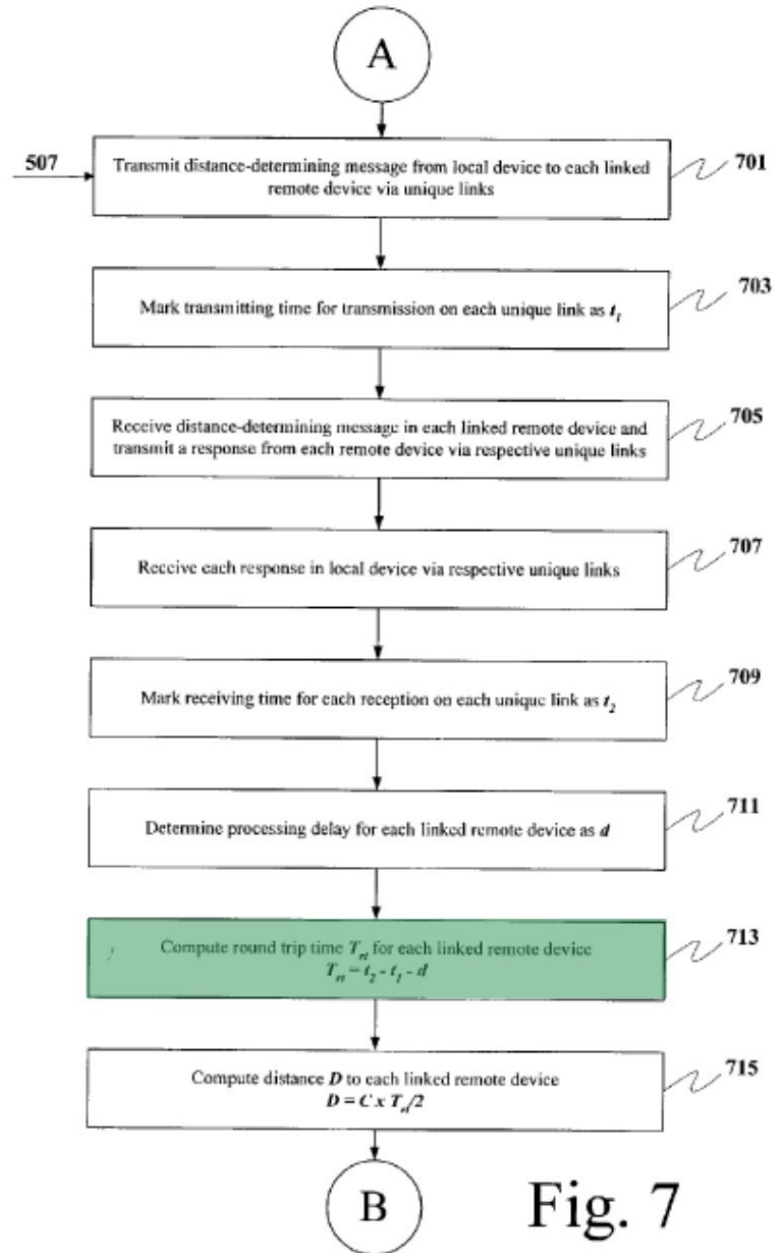 A
507
Transmit distance-determining message from local device to each linked
remote device via unique links
701
Mark transmitting time for transmission on each unique link as t₁
703
Receive distance-determining message in each linked remote device and
transmit a response from each remote device via respective unique links
705
Receive each response in local device via respective unique links
707
Mark receiving time for each reception on each unique link as t₂
709
Determine processing delay for each linked remote device as d
711
Compute round trip time Tᵣₜ for each linked remote device
Tᵣₜ = t₂ - t₁ - d
713
Compute distance D to each linked remote device
D = C x Tᵣₜ/2
715
B
Fig. 7